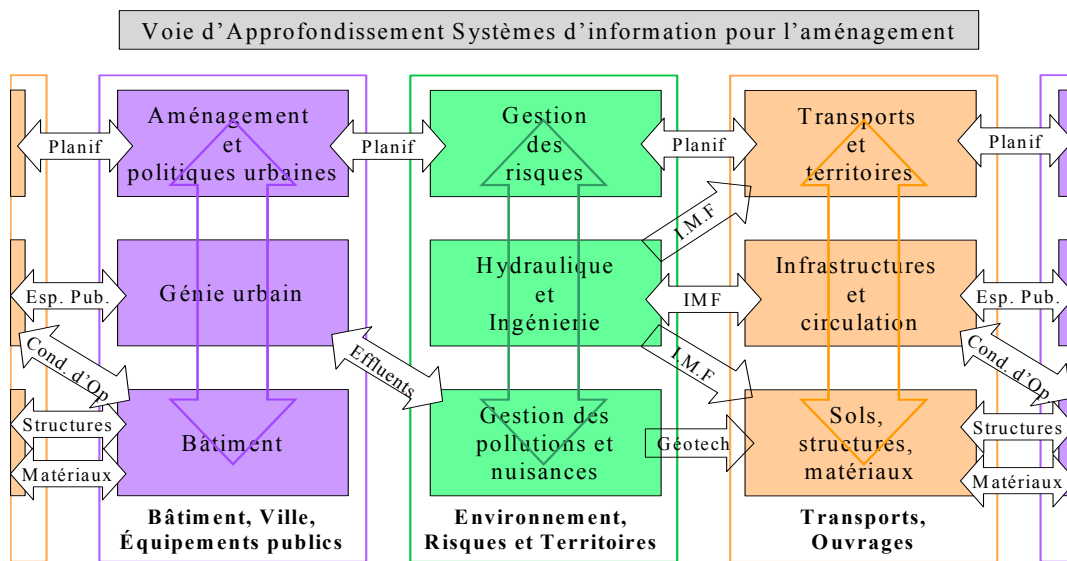 Voie d'Approfondissement Systèmes d'information pour l'aménagement
Aménagement
et
politiques urbaines
Gestion
des
risques
Transports
et
territoires
Planif
Planif
Planif
Planif
I.M.F
Génie urbain
Hydraulique
et
Ingénierie
Infrastructures
et
circulation
Esp. Pub.
IMF
Esp. Pub.
Cond. d'Op
Effluents
I.M.F
Cond. d'Op
Bâtiment
Gestion des
pollutions et
nuisances
Sols,
structures,
matériaux
Structures
Géotech
Structures
Matériaux
Matériaux
Bâtiment, Ville,
Équipements publics
Environnement,
Risques et Territoires
Transports,
Ouvrages